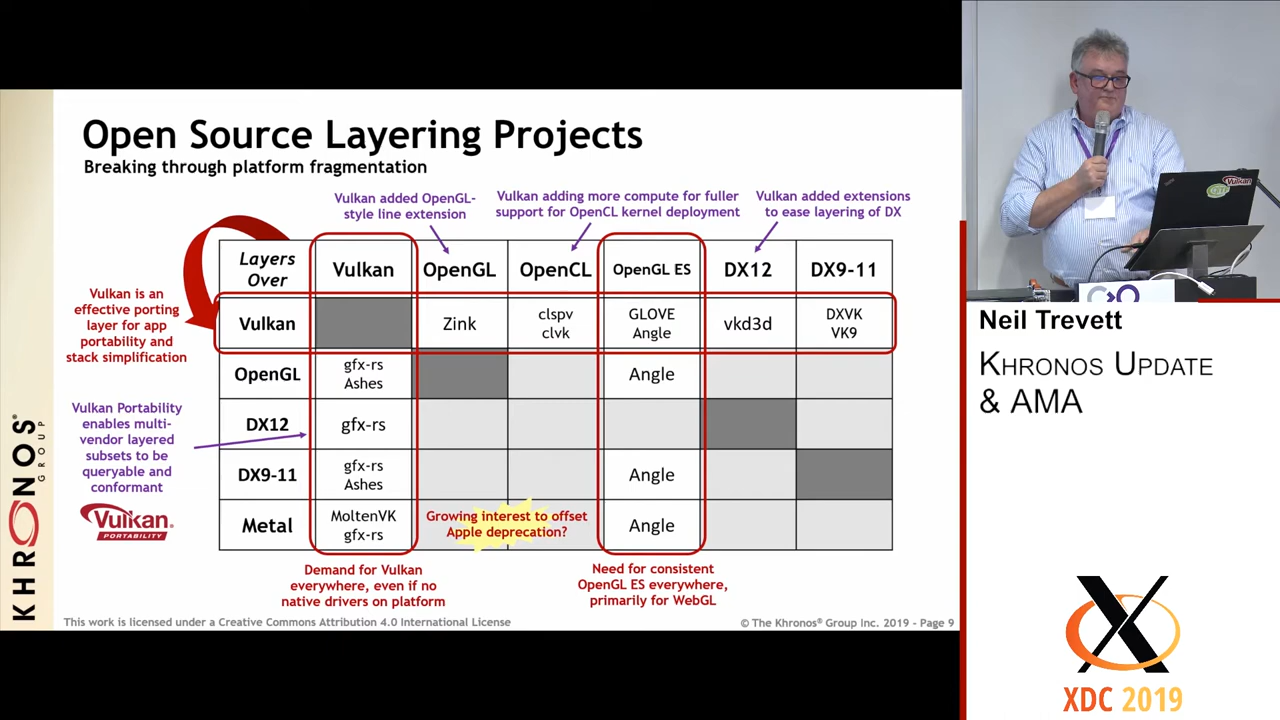 Open Source Layering Projects
Breaking through platform fragmentation
Vulkan added OpenGL-
style line extension
Vulkan adding more compute for fuller
support for OpenCL kernel deployment
Vulkan added extensions
to ease layering of DX
Layers
Over
Vulkan
OpenGL
OpenCL
OpenGL ES
DX12
DX9-11
Vulkan is an
effective porting
layer for app
portability and
stack simplification
Vulkan
Zink
clspv
clvk
GLOVE
Angle
vkd3d
DXVK
VK9
OpenGL
gfx-rs
Ashes
Angle
Vulkan Portability
enables multi-
vendor layered
subsets to be
queryable and
conformant
DX12
gfx-rs
DX9-11
gfx-rs
Ashes
Angle
Vulkan®
PORTABILITY
Metal
MoltenVK
gfx-rs
Growing interest to offset
Apple deprecation?
Angle
Demand for Vulkan
everywhere, even if no
native drivers on platform
Need for consistent
OpenGL ES everywhere,
primarily for WebGL
This work is licensed under a Creative Commons Attribution 4.0 International License
© The Khronos® Group Inc. 2019 - Page 9
KHRONOS®
GROUP
Vulkan
Neil Trevett
Khronos Update
& AMA
X
XDC 2019